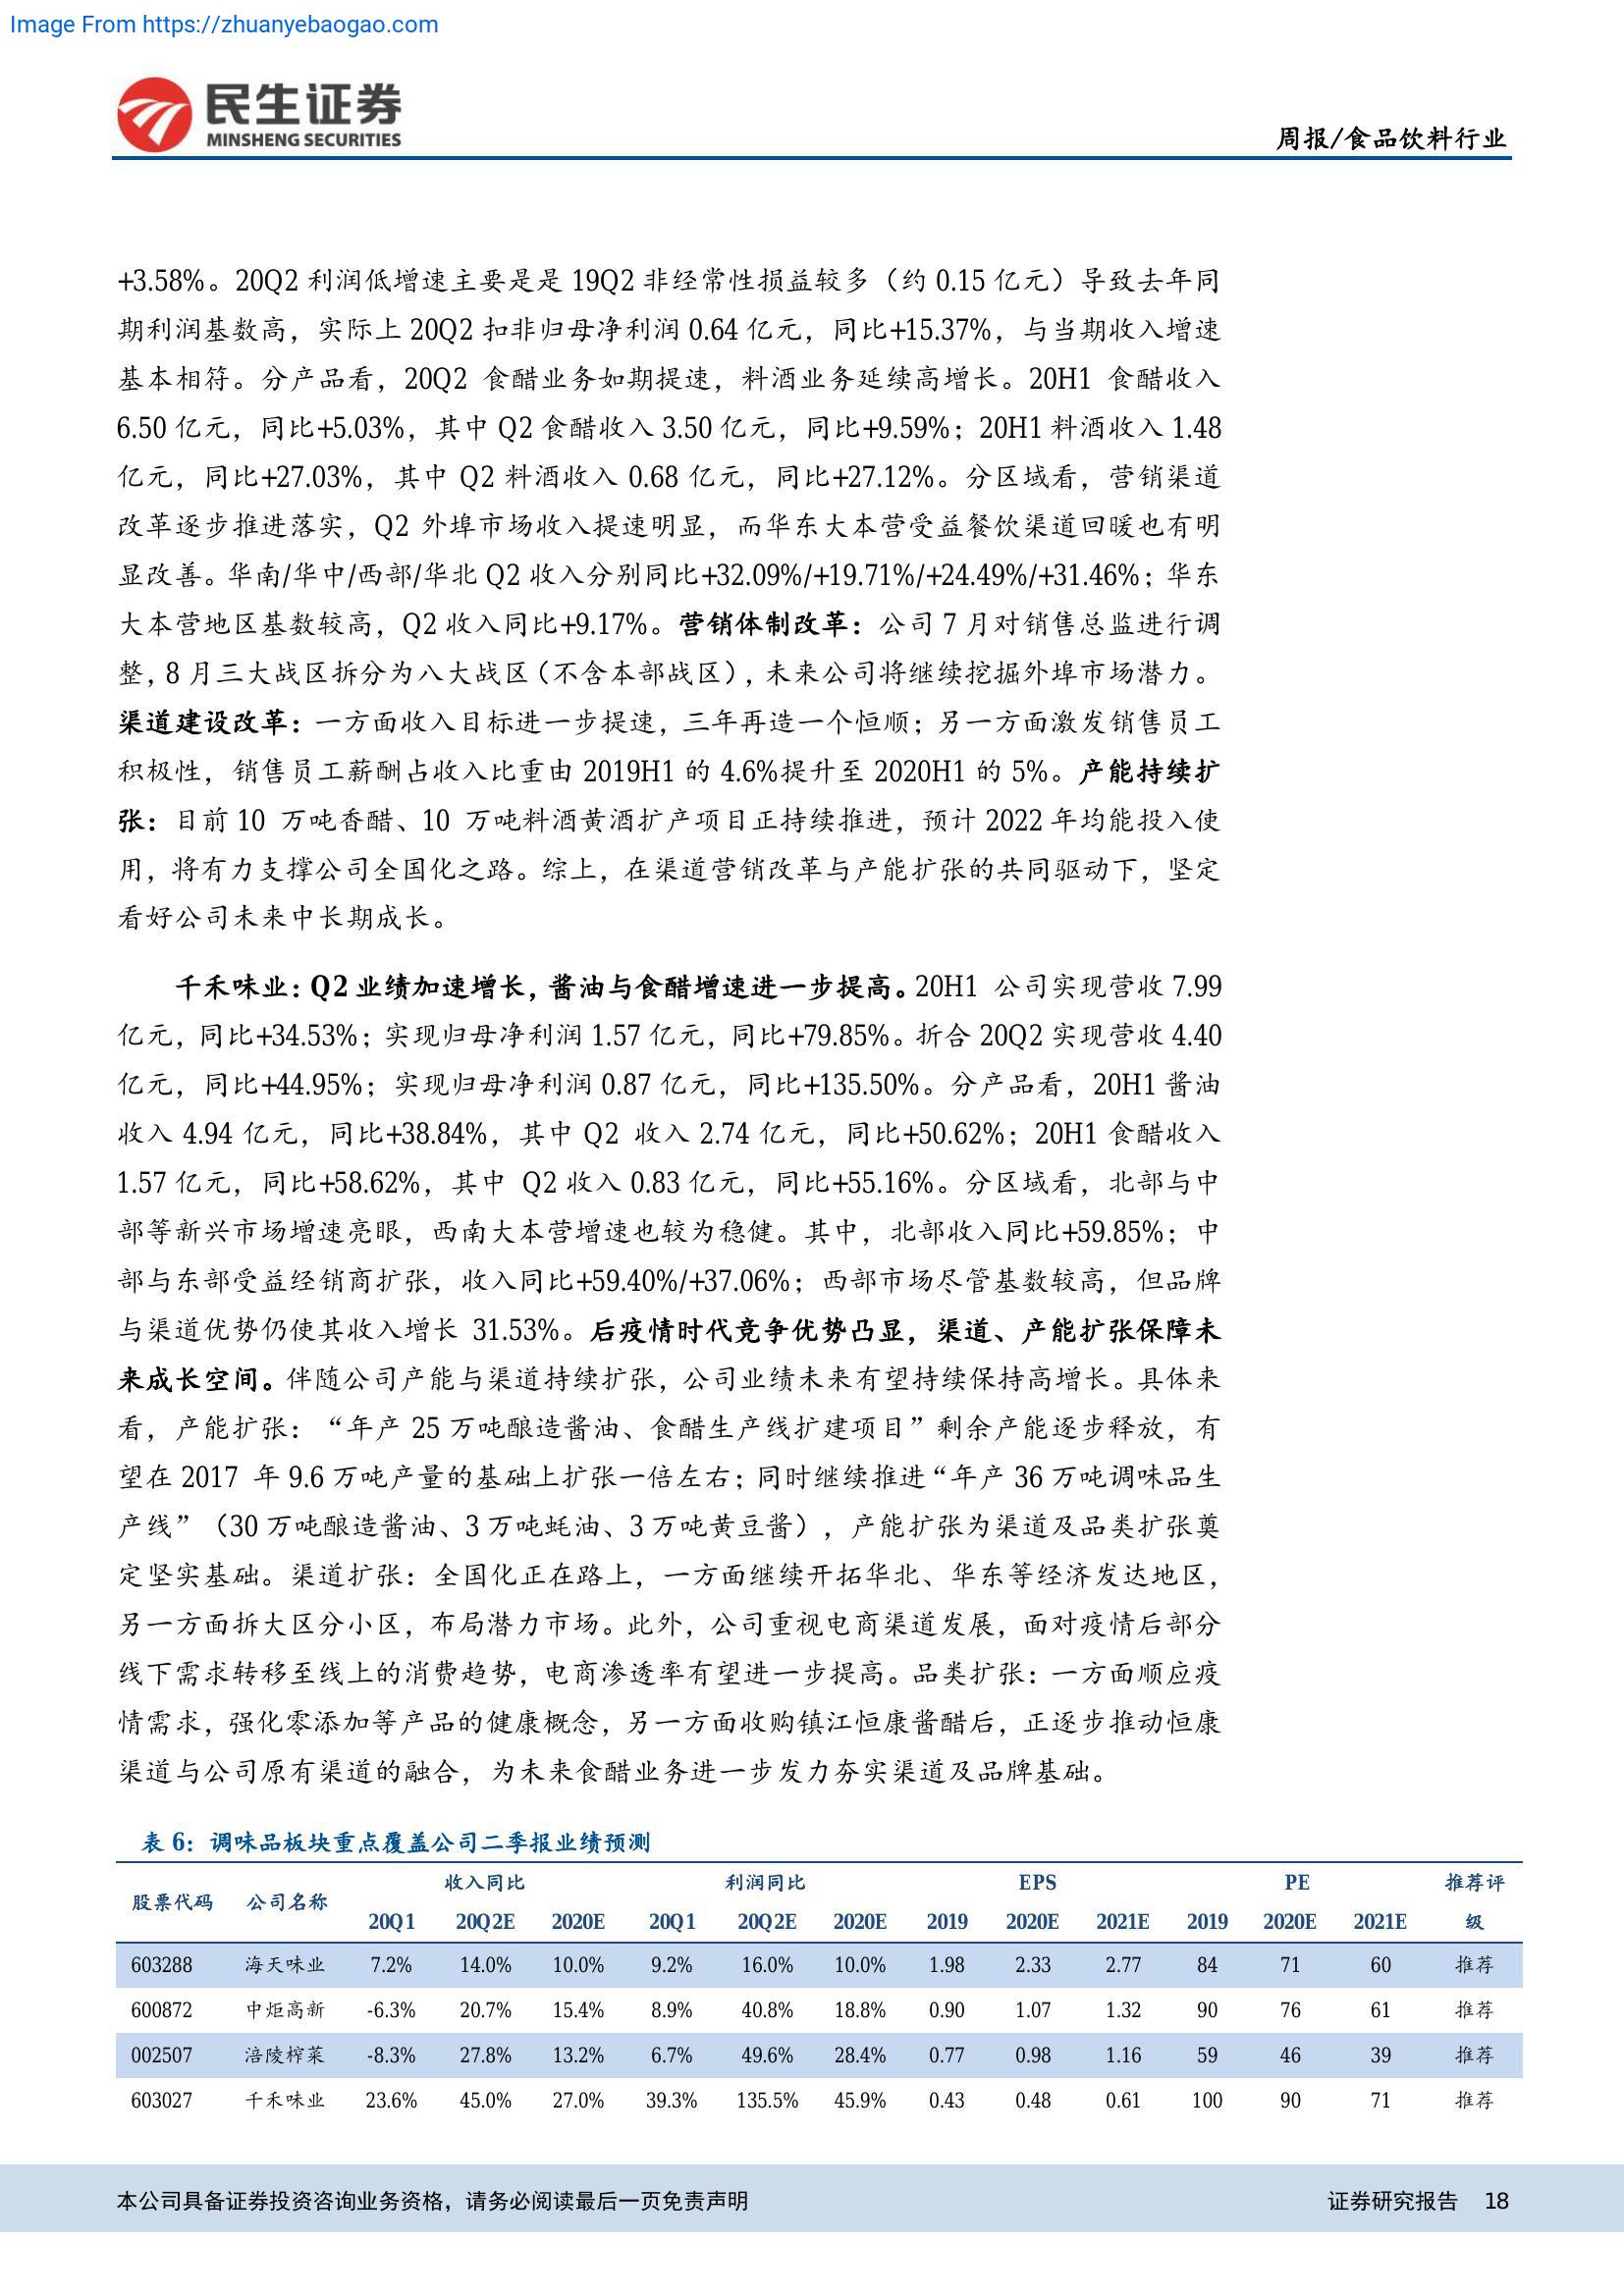 Image From https://zhuanyebaogao.com
民生证券
MINSHENG SECURITIES
周报/食品饮料行业
+3.58%。20Q2 利润低增速主要是是 19Q2 非经常性损益较多（约 0.15 亿元）导致去年同
期利润基数高，实际上 20Q2 扣非归母净利润 0.64 亿元，同比+15.37%，与当期收入增速
基本相符。分产品看，20Q2 食醋业务如期提速，料酒业务延续高增长。20H1 食醋收入
6.50 亿元，同比+5.03%，其中 Q2 食醋收入 3.50 亿元，同比+9.59%；20H1 料酒收入 1.48
亿元，同比+27.03%，其中 Q2 料酒收入 0.68 亿元，同比+27.12%。分区域看，营销渠道
改革逐步推进落实，Q2 外埠市场收入提速明显，而华东大本营受益餐饮渠道回暖也有明
显改善。华南/华中/西部/华北 Q2 收入分别同比+32.09%/+19.71%/+24.49%/+31.46%；华东
大本营地区基数较高，Q2 收入同比+9.17%。营销体制改革：公司 7 月对销售总监进行调
整，8 月三大战区拆分为八大战区（不含本部战区），未来公司将继续挖掘外埠市场潜力。
渠道建设改革：一方面收入目标进一步提速，三年再造一个恒顺；另一方面激发销售员工
积极性，销售员工薪酬占收入比重由 2019H1 的 4.6%提升至 2020H1 的 5%。产能持续扩
张：目前 10 万吨香醋、10 万吨料酒黄酒扩产项目正持续推进，预计 2022 年均能投入使
用，将有力支撑公司全国化之路。综上，在渠道营销改革与产能扩张的共同驱动下，坚定
看好公司未来中长期成长。
千禾味业：Q2 业绩加速增长，酱油与食醋增速进一步提高。20H1 公司实现营收 7.99
亿元，同比+34.53%；实现归母净利润 1.57 亿元，同比+79.85%。折合 20Q2 实现营收 4.40
亿元，同比+44.95%；实现归母净利润 0.87 亿元，同比+135.50%。分产品看，20H1 酱油
收入 4.94 亿元，同比+38.84%，其中 Q2 收入 2.74 亿元，同比+50.62%；20H1 食醋收入
1.57 亿元，同比+58.62%，其中 Q2 收入 0.83 亿元，同比+55.16%。分区域看，北部与中
部等新兴市场增速亮眼，西南大本营增速也较为稳健。其中，北部收入同比+59.85%；中
部与东部受益经销商扩张，收入同比+59.40%/+37.06%；西部市场尽管基数较高，但品牌
与渠道优势仍使其收入增长 31.53%。后疫情时代竞争优势凸显，渠道、产能扩张保障未
来成长空间。伴随公司产能与渠道持续扩张，公司业绩未来有望持续保持高增长。具体来
看，产能扩张：“年产 25 万吨酿造酱油、食醋生产线扩建项目”剩余产能逐步释放，有
望在 2017 年 9.6 万吨产量的基础上扩张一倍左右；同时继续推进“年产 36 万吨调味品生
产线”（30 万吨酿造酱油、3 万吨蚝油、3 万吨黄豆酱），产能扩张为渠道及品类扩张奠
定坚实基础。渠道扩张：全国化正在路上，一方面继续开拓华北、华东等经济发达地区，
另一方面拆大区分小区，布局潜力市场。此外，公司重视电商渠道发展，面对疫情后部分
线下需求转移至线上的消费趋势，电商渗透率有望进一步提高。品类扩张：一方面顺应疫
情需求，强化零添加等产品的健康概念，另一方面收购镇江恒康酱醋后，正逐步推动恒康
渠道与公司原有渠道的融合，为未来食醋业务进一步发力夯实渠道及品牌基础。
表 6：调味品板块重点覆盖公司二季报业绩预测
股票代码 公司名称 收入同比 利润同比 EPS PE 推荐评级
20Q1 20Q2E 2020E 20Q1 20Q2E 2020E 2019 2020E 2021E 2019 2020E 2021E
603288 海天味业 7.2% 14.0% 10.0% 9.2% 16.0% 10.0% 1.98 2.33 2.77 84 71 60 推荐
600872 中炬高新 -6.3% 20.7% 15.4% 8.9% 40.8% 18.8% 0.90 1.07 1.32 90 76 61 推荐
002507 涪陵榨菜 -8.3% 27.8% 13.2% 6.7% 49.6% 28.4% 0.77 0.98 1.16 59 46 39 推荐
603027 千禾味业 23.6% 45.0% 27.0% 39.3% 135.5% 45.9% 0.43 0.48 0.61 100 90 71 推荐
本公司具备证券投资咨询业务资格，请务必阅读最后一页免责声明
证券研究报告 18